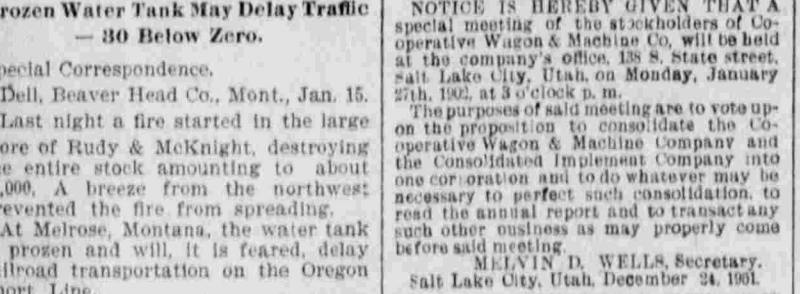 rozen Water Tank May Delay Traffic
— 30 Below Zero.
pecial Correspondence.
Dell, Beaver Head Co., Mont., Jan. 15.
Last night a fire started in the large
ore of Rudy & McKnight, destroying
e entire stock amounting to about
,000, A breeze from the northwest
revented the fire from spreading.
At Melrose, Montana, the water tank
prozen and will, it is feared, delay
ilroad transportation on the Oregon
ort Line.
NOTICE IS HEREBY GIVEN THAT A
special meeting of the stockholders of Co-
operative Wagon & Machine Co, will be held
at the company's office, 138 S. State street,
Salt Lake City, Utah, on Monday, January
27th, 1902, at 3 o'clock p. m.
The purposes of said meeting are to vote up-
on the proposition to consolidate the Co-
operative Wagon & Machine Company and
the Consolidated Implement Company into
one corporation and to do whatever may be
necessary to perfect such consolidation, to
read the annual report and to transact any
such other business as may properly come
before said meeting.
MELVIN D. WELLS, Secretary.
Salt Lake City, Utah, December 24, 1901.